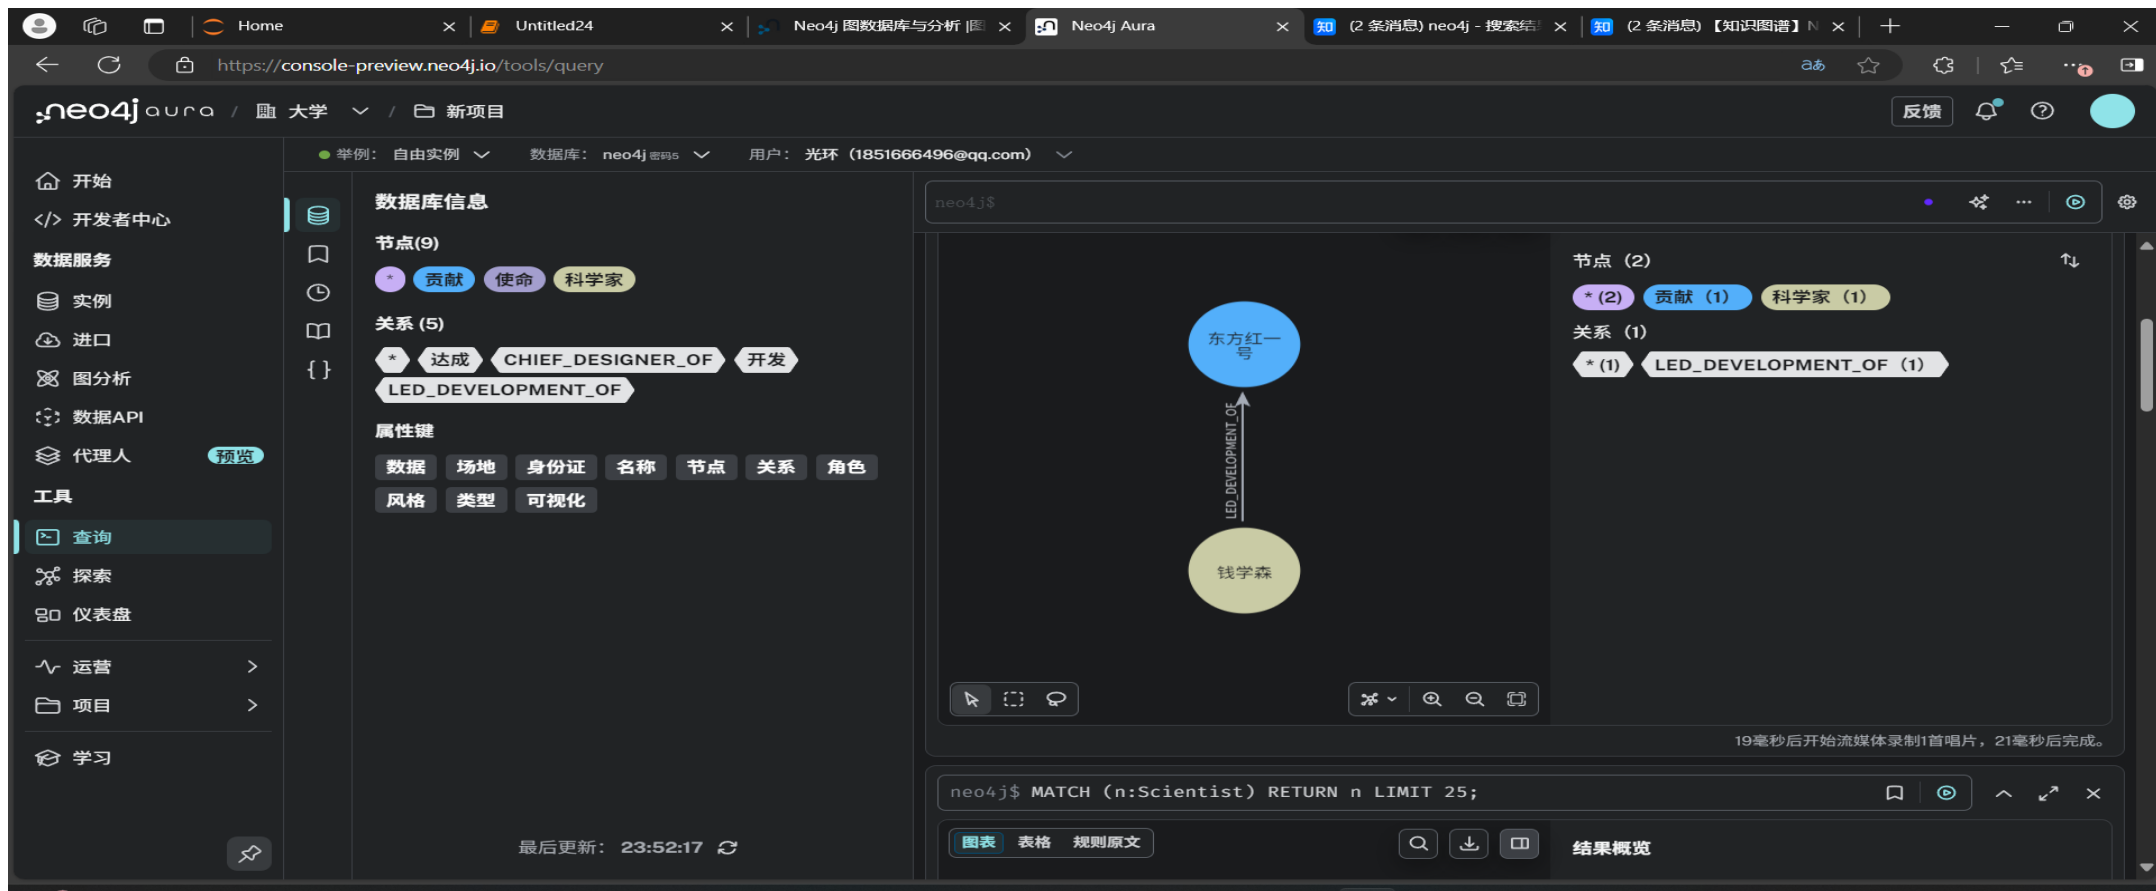 Home
Untitled24
Neo4j 图数据库与分析 |图
Neo4j Aura
知 (2 条消息) neo4j - 搜索结
知 (2 条消息) 【知识图谱】N
https://console-preview.neo4j.io/tools/query
aあ
neo4j aura / 大学 / 新项目
反馈
举例: 自由实例 数据库: neo4j 密码5 用户: 光环 (1851666496@qq.com)
开始
开发者中心
数据服务
实例
进口
图分析
数据API
代理人 预览
工具
查询
探索
仪表盘
运营
项目
学习
数据库信息
节点(9)
* 贡献 使命 科学家
关系 (5)
* 达成 CHIEF_DESIGNER_OF 开发
LED_DEVELOPMENT_OF
属性键
数据 场地 身份证 名称 节点 关系 角色
风格 类型 可视化
最后更新: 23:52:17
neo4j$
东方红一
号
LED_DEVELOPMENT_OF
钱学森
节点 (2)
* (2) 贡献 (1) 科学家 (1)
关系 (1)
* (1) LED_DEVELOPMENT_OF (1)
19毫秒后开始流媒体录制1首唱片，21毫秒后完成。
neo4j$ MATCH (n:Scientist) RETURN n LIMIT 25;
图表 表格 规则原文
结果概览